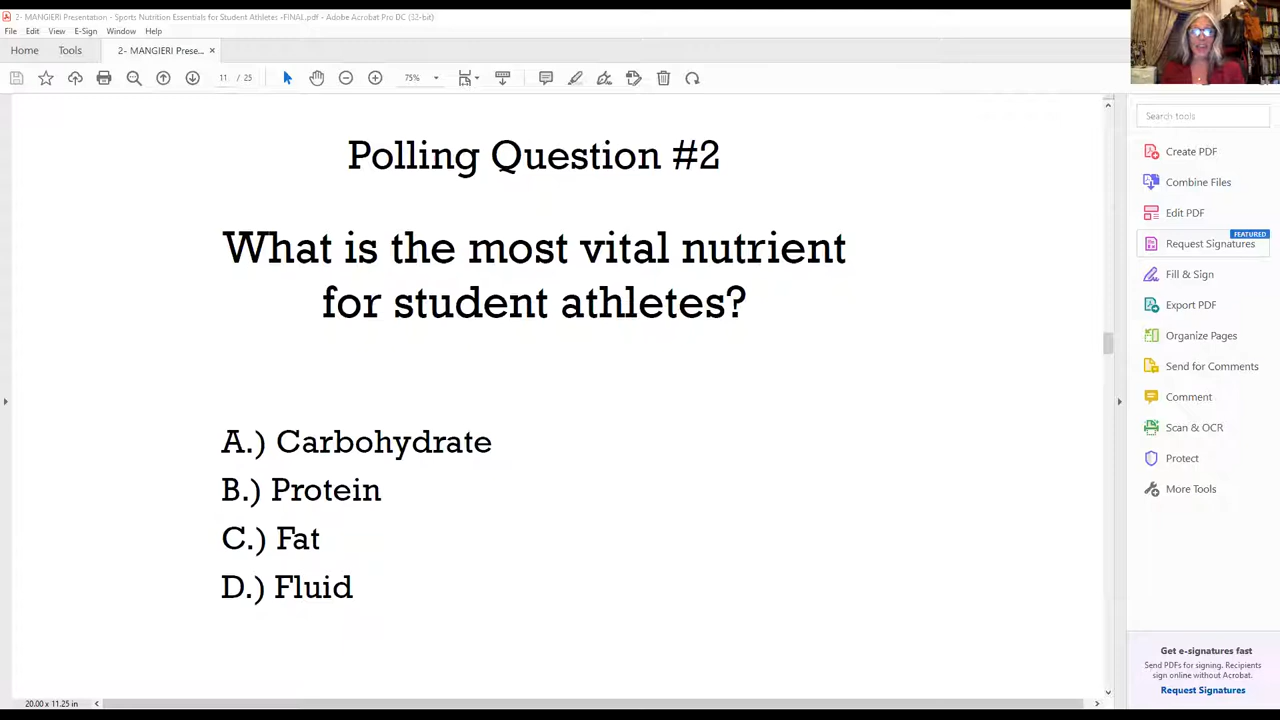 2- MANGIERI Presentation - Sports Nutrition Essentials for Student Athletes -FINAL.pdf - Adobe Acrobat Pro DC (32-bit)
File Edit View E-Sign Window Help
Home Tools 2- MANGIERI Prese... ×
11 / 25 75%
Search tools
Polling Question #2
What is the most vital nutrient
for student athletes?
A.) Carbohydrate
B.) Protein
C.) Fat
D.) Fluid
Create PDF
Combine Files
Edit PDF
FEATURED
Request Signatures
Fill & Sign
Export PDF
Organize Pages
Send for Comments
Comment
Scan & OCR
Protect
More Tools
Get e-signatures fast
Send PDFs for signing. Recipients
sign online without Acrobat.
Request Signatures
20.00 x 11.25 in